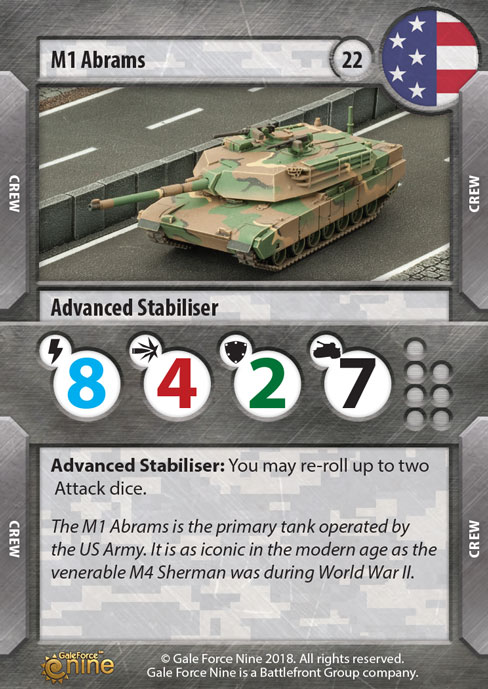 M1 Abrams
22
CREW
CREW
Advanced Stabiliser
8 4 2 7
Advanced Stabiliser: You may re-roll up to two
Attack dice.
The M1 Abrams is the primary tank operated by
the US Army. It is as iconic in the modern age as the
venerable M4 Sherman was during World War II.
CREW
CREW
GaleForce™
nine
© Gale Force Nine 2018. All rights reserved.
Gale Force Nine is a Battlefront Group company.